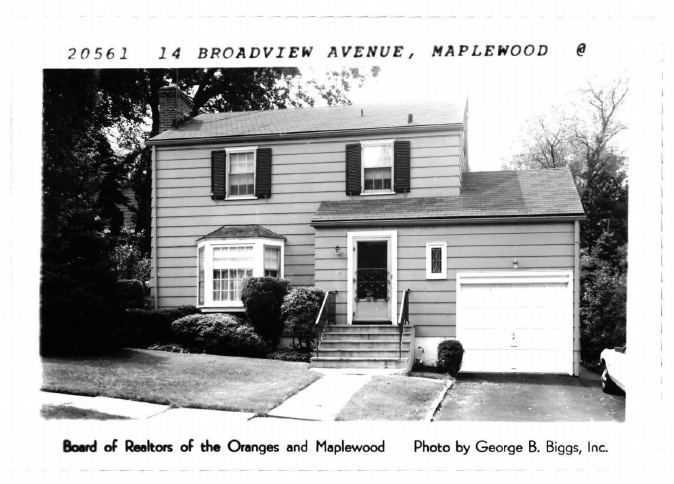 20561 14 BROADVIEW AVENUE, MAPLEWOOD @
Board of Realtors of the Oranges and Maplewood Photo by George B. Biggs, Inc.